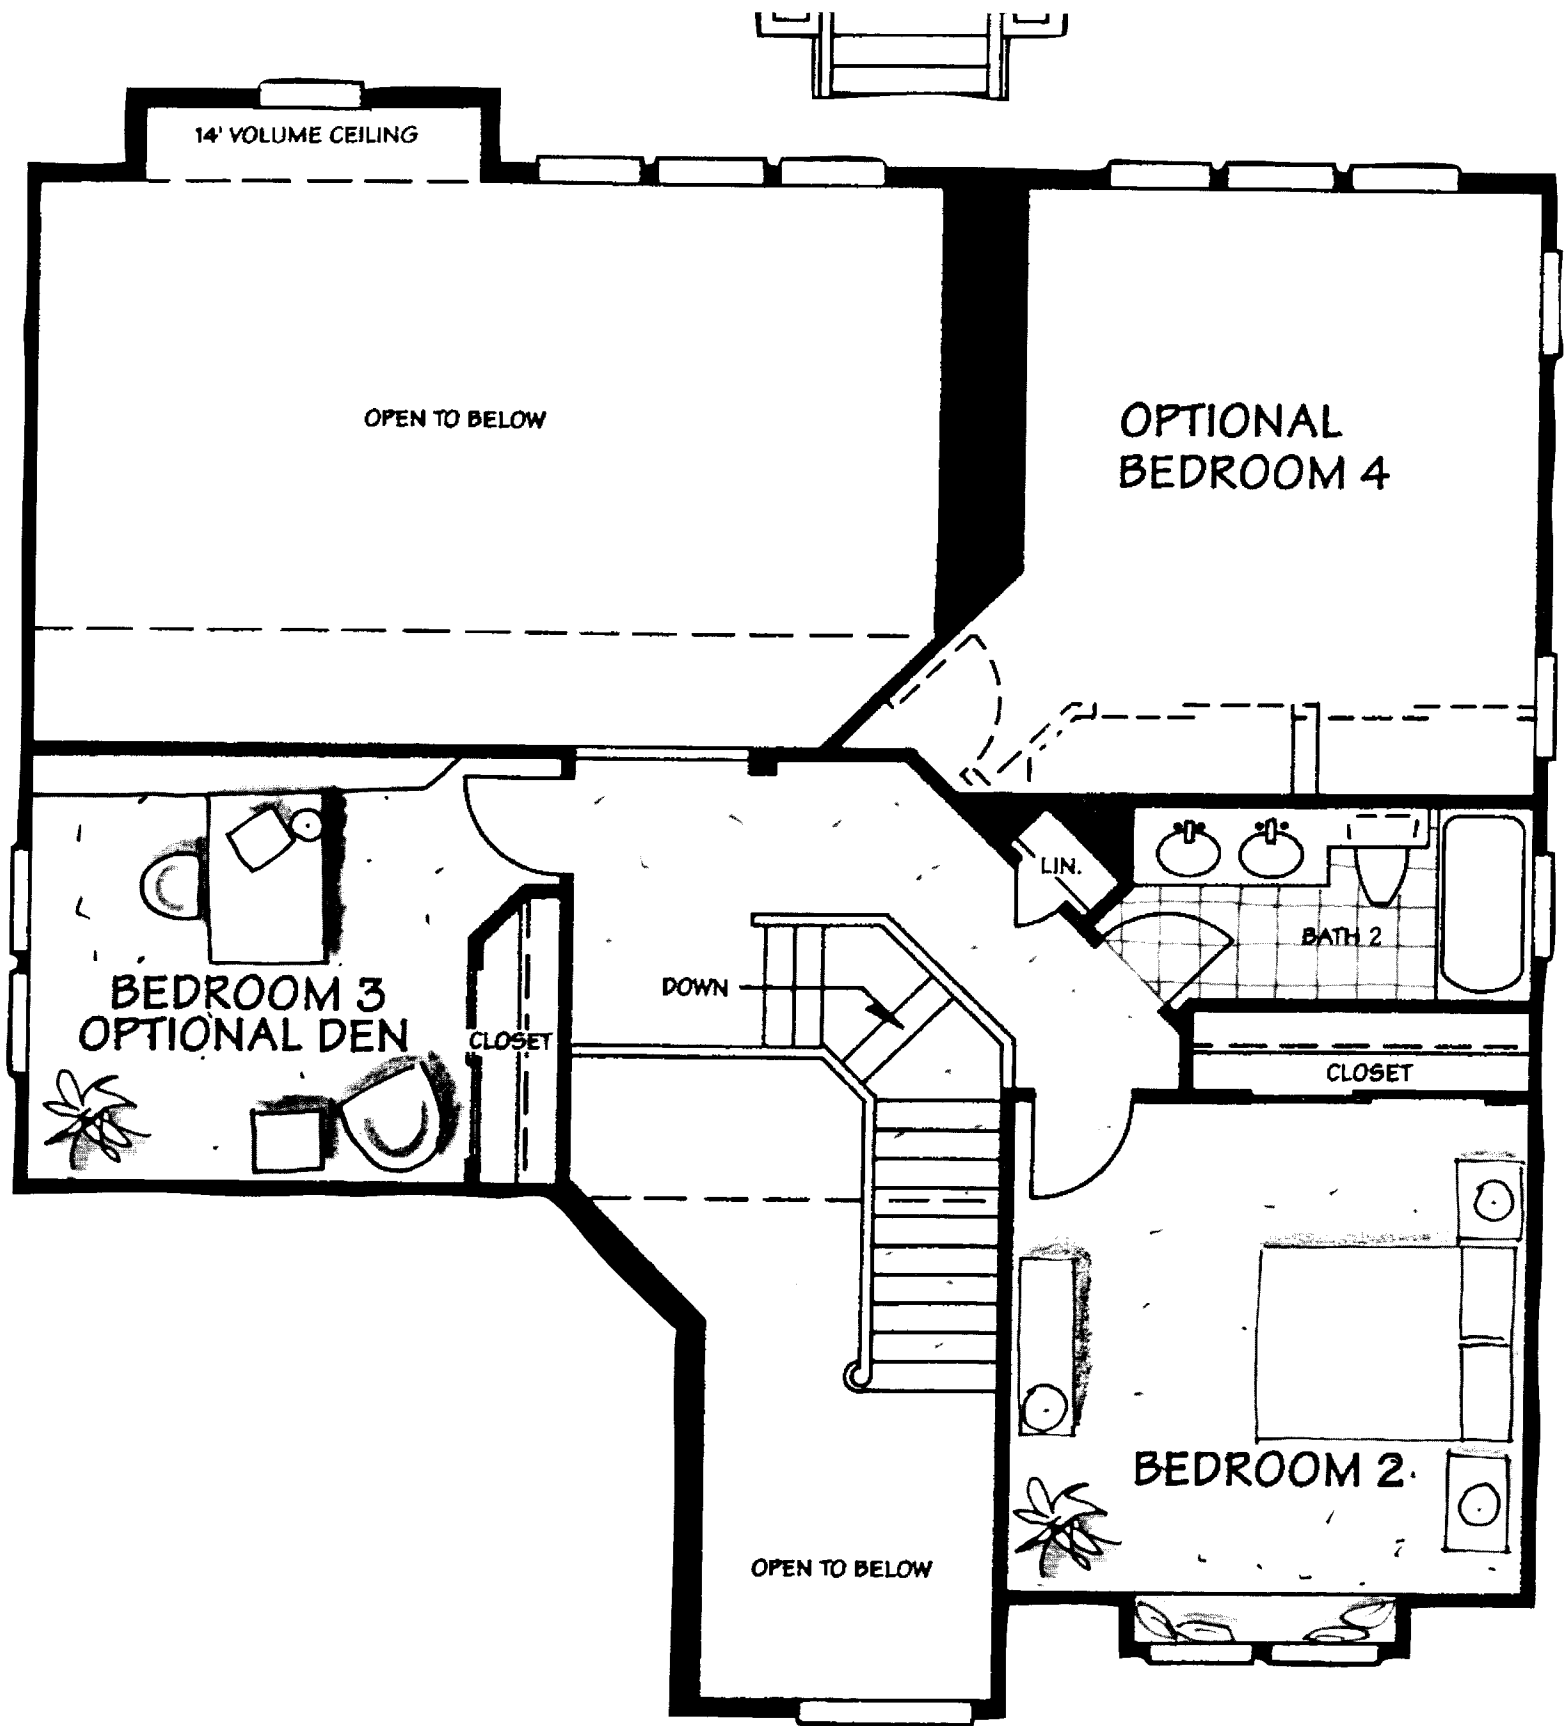 14' VOLUME CEILING
OPEN TO BELOW
OPTIONAL
BEDROOM 4
LIN.
BATH 2
DOWN
BEDROOM 3
OPTIONAL DEN
CLOSET
CLOSET
BEDROOM 2
OPEN TO BELOW